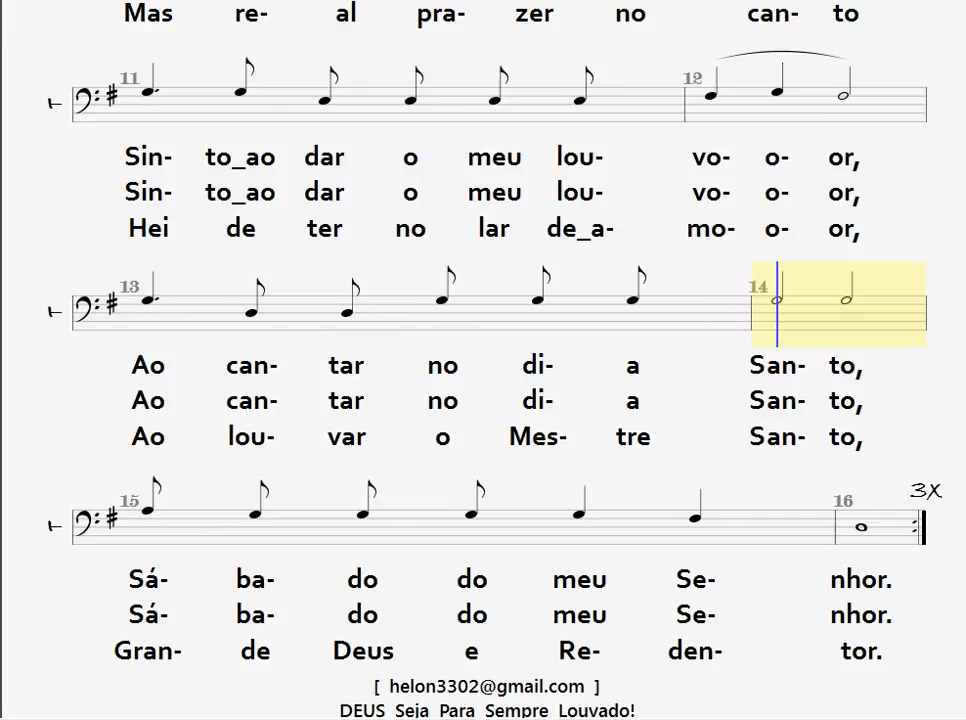 Mas re- al pra- zer no can- to
11 12
T
Sin- to_ao dar o meu lou- vo- o- or,
Sin- to_ao dar o meu lou- vo- o- or,
Hei de ter no lar de_a- mo- o- or,
13 14
T
Ao can- tar no di- a San- to,
Ao can- tar no di- a San- to,
Ao lou- var o Mes- tre San- to,
15 16 3X
T
Sá- ba- do do meu Se- nhor.
Sá- ba- do do meu Se- nhor.
Gran- de Deus e Re- den- tor.
[ helon3302@gmail.com ]
DEUS Seja Para Sempre Louvado!